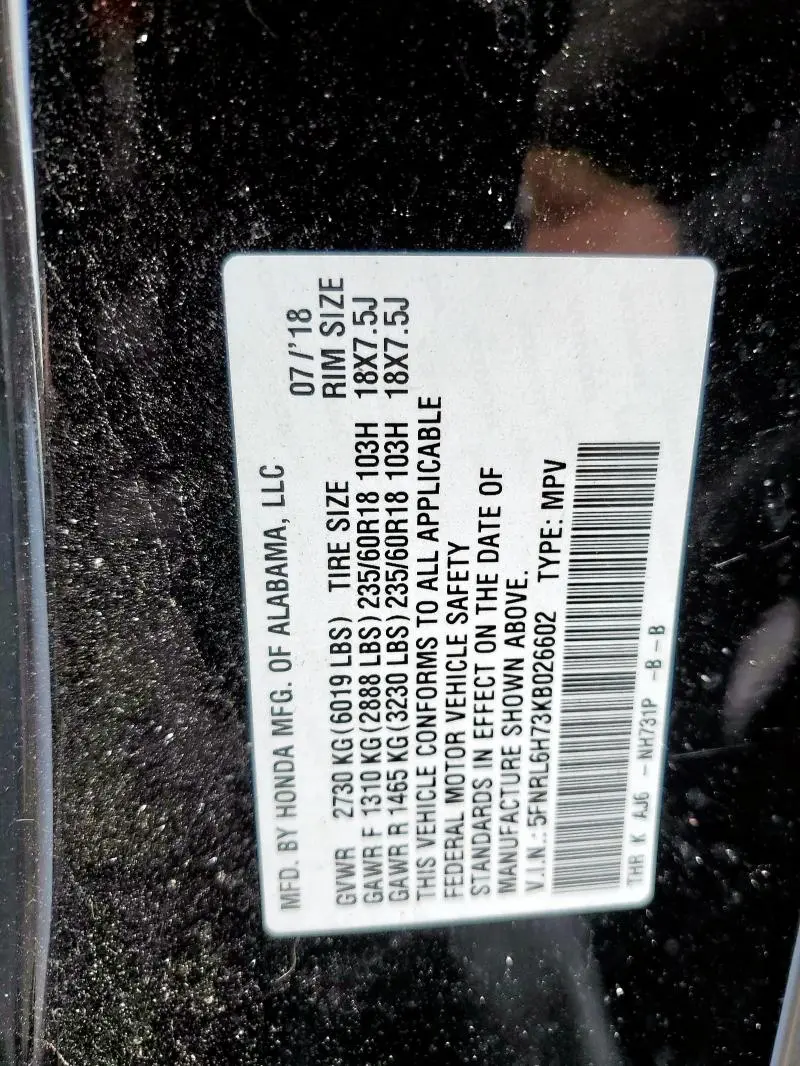 MFD. BY HONDA MFG. OF ALABAMA, LLC 07/'18
GVWR 2730 KG(6019 LBS) TIRE SIZE RIM SIZE
GAWR F 1310 KG(2888 LBS)235/60R18 103H 18X7.5J
GAWR R 1465 KG(3230 LBS)235/60R18 103H 18X7.5J
THIS VEHICLE CONFORMS TO ALL APPLICABLE
FEDERAL MOTOR VEHICLE SAFETY
STANDARDS IN EFFECT ON THE DATE OF
MANUFACTURE SHOWN ABOVE.
V.I.N.:5FNRL6H73KB026602 TYPE: MPV
THR K AJ6 -NH731P -B-B